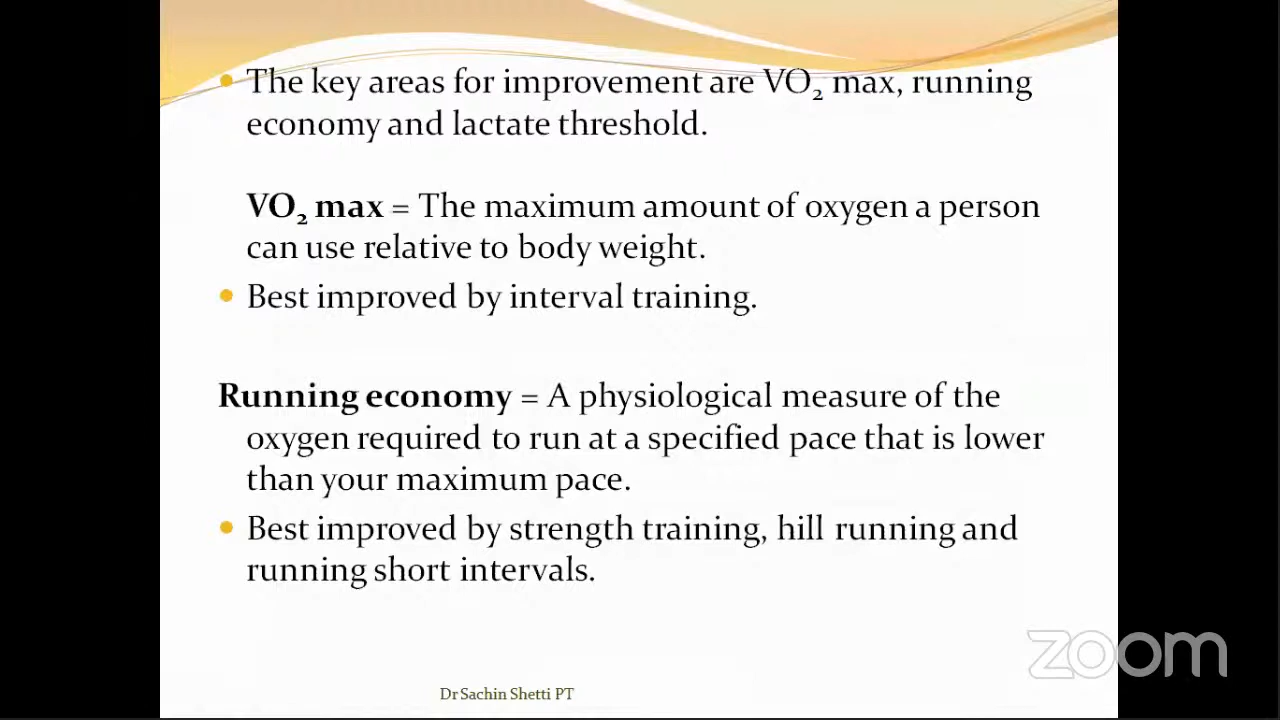 The key areas for improvement are VO₂ max, running
economy and lactate threshold.
VO₂ max = The maximum amount of oxygen a person
can use relative to body weight.
Best improved by interval training.
Running economy = A physiological measure of the
oxygen required to run at a specified pace that is lower
than your maximum pace.
Best improved by strength training, hill running and
running short intervals.
zoom
Dr Sachin Shetti PT